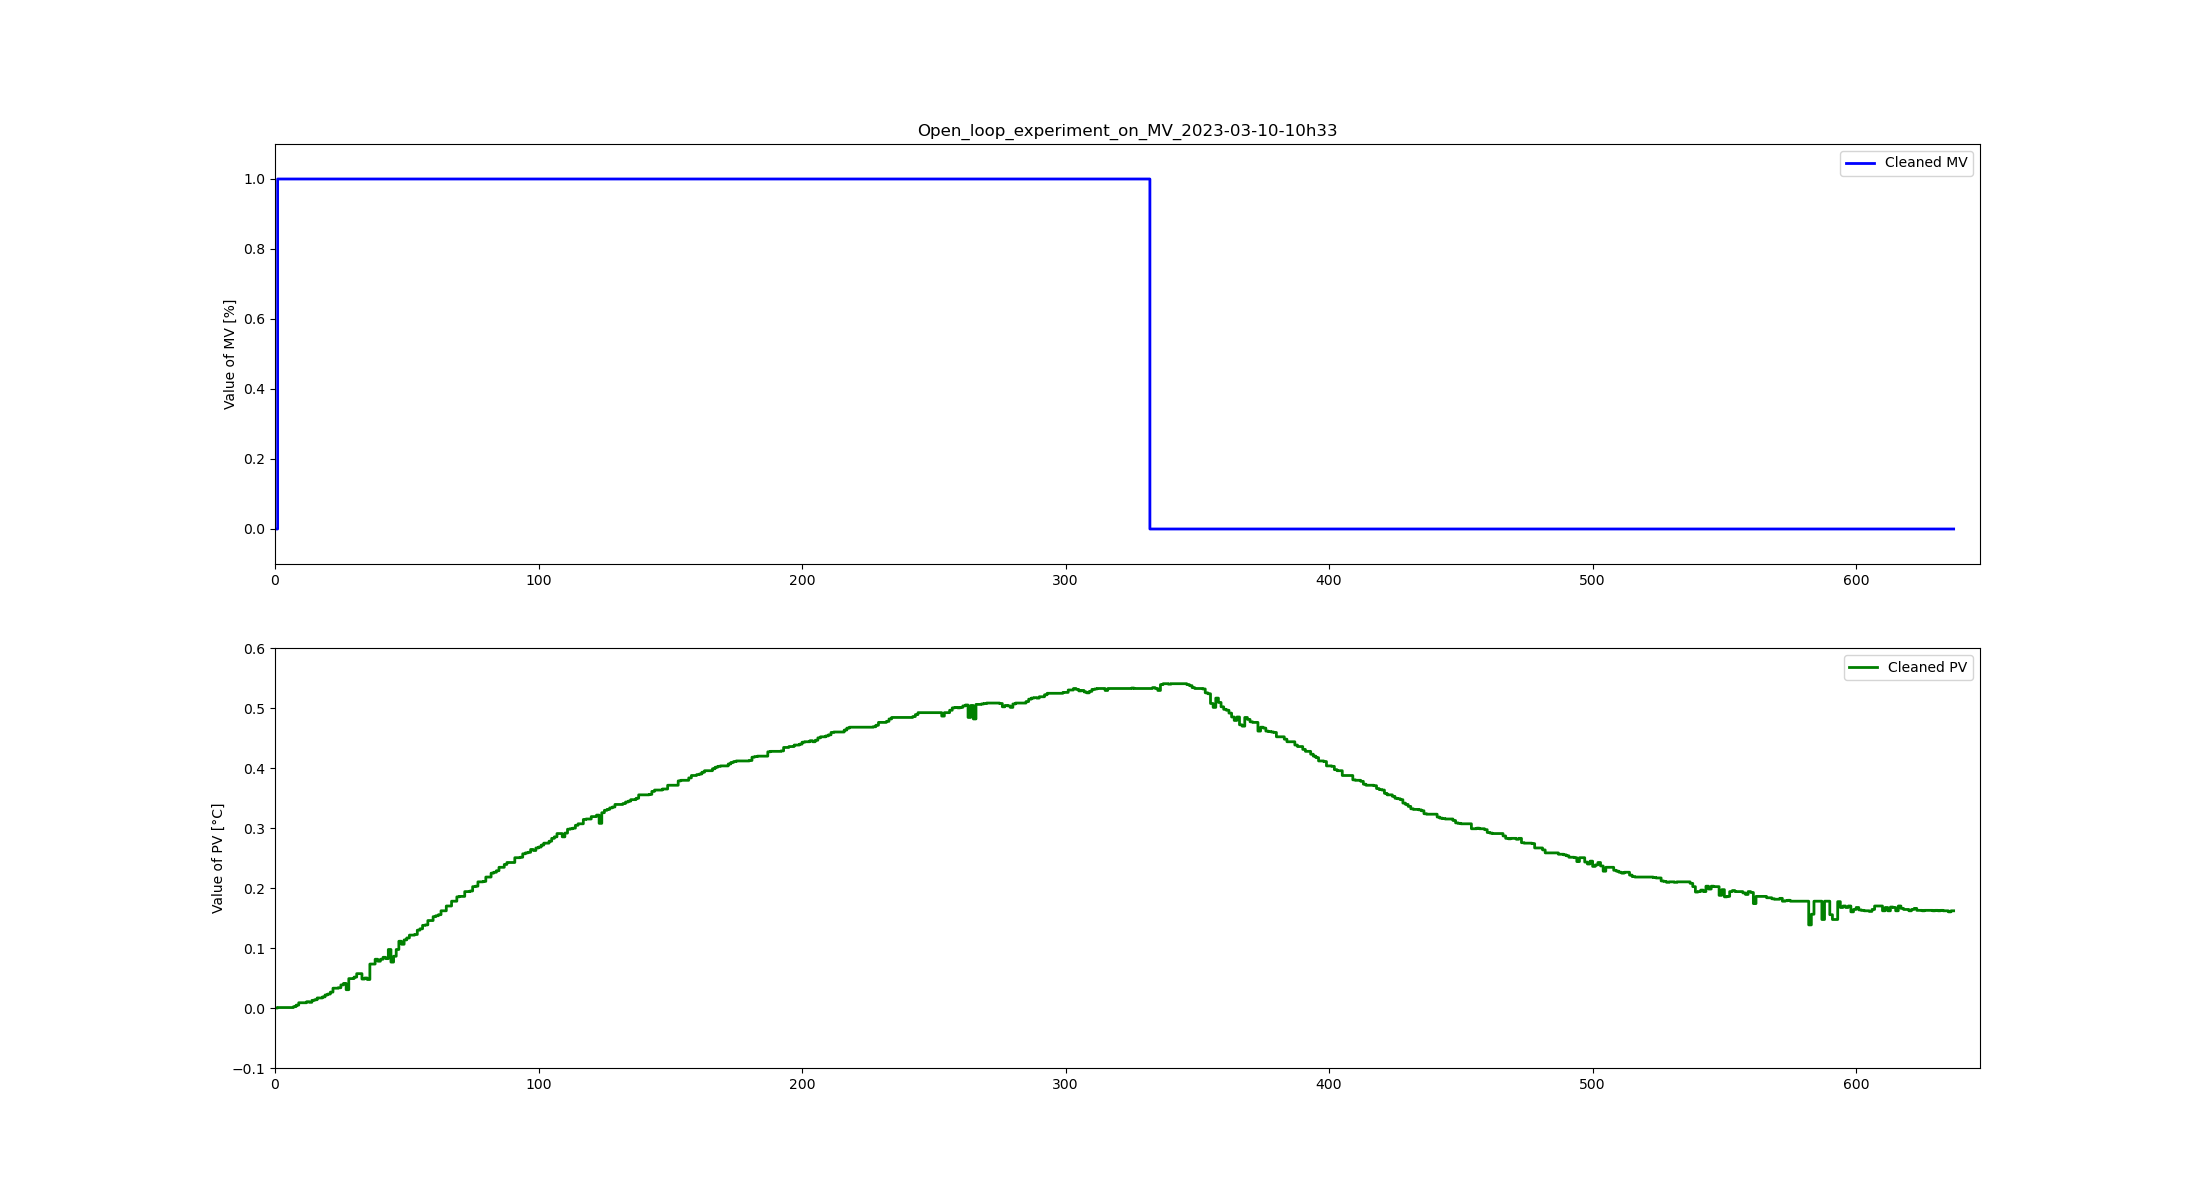 Open_loop_experiment_on_MV_2023-03-10-10h33
Cleaned MV
1.0
0.8
0.6
0.4
0.2
0.0
Value of MV [%]
0 100 200 300 400 500 600
Cleaned PV
0.6
0.5
0.4
0.3
0.2
0.1
0.0
−0.1
Value of PV [°C]
0 100 200 300 400 500 600